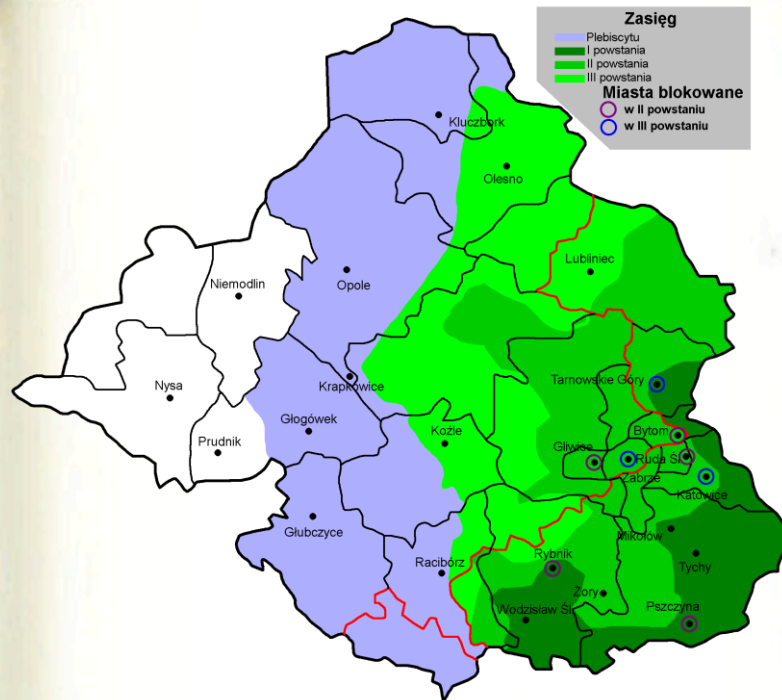 Zasięg
Plebiscytu
I powstania
II powstania
III powstania
Miasta blokowane
w II powstaniu
w III powstaniu
Kluczbork
Olesno
Lubliniec
Niemodlin
Opole
Tarnowskie Góry
Krapkowice
Nysa
Głogówek
Koźle
Bytom
Prudnik
Gliwise
Ruda Śl.
Zabrze
Katowice
Głubczyce
Mikołów
Racibórz
Rybnik
Tychy
Żory
Wodzisław Śl.
Pszczyna